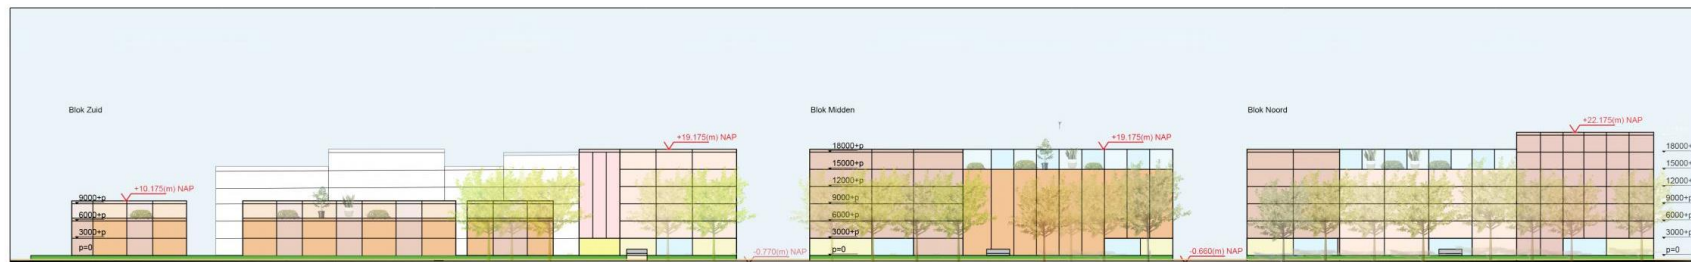 Blok Zuid
+19.175(m) NAP
+10.175(m) NAP
9000+p
6000+p
3000+p
p=0
-0.770(m) NAP
Blok Midden
+19.175(m) NAP
18000+p
15000+p
12000+p
9000+p
6000+p
3000+p
p=0
-0.660(m) NAP
Blok Noord
+22.175(m) NAP
18000+p
15000+p
12000+p
9000+p
6000+p
3000+p
p=0